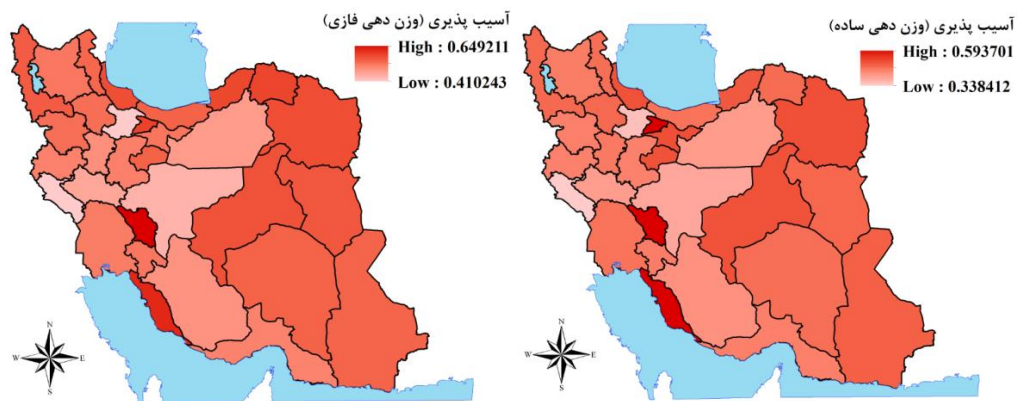 آسیب پذیری (وزن دهی فازی)
High : 0.649211
Low : 0.410243
N
W E
S
آسیب پذیری (وزن دهی ساده)
High : 0.593701
Low : 0.338412
N
W E
S